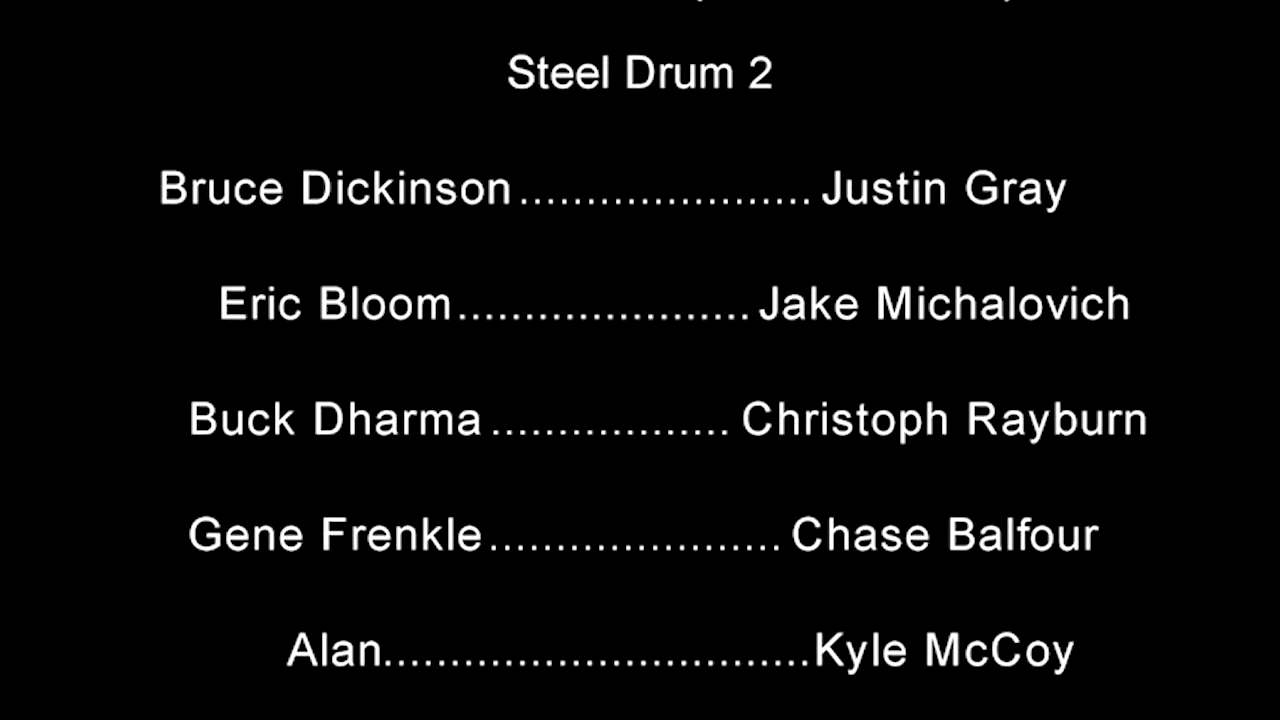 Steel Drum 2
Bruce Dickinson......................Justin Gray
Eric Bloom......................Jake Michalovich
Buck Dharma..................Christoph Rayburn
Gene Frenkle......................Chase Balfour
Alan................................Kyle McCoy